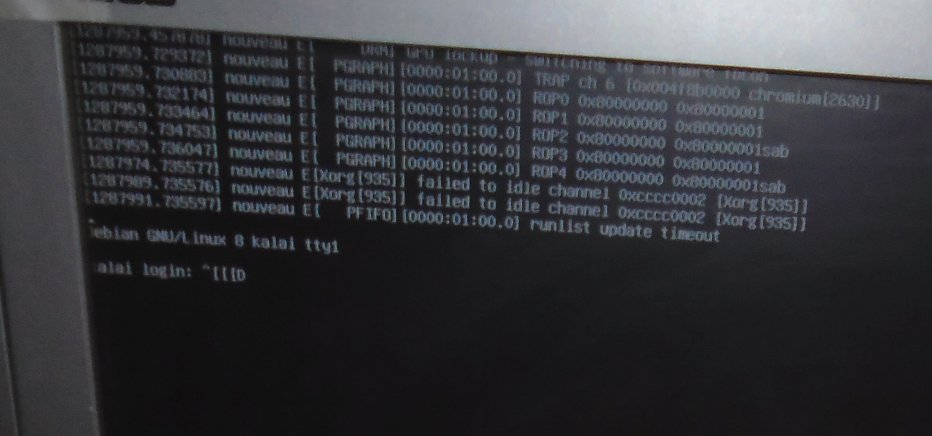 [1287959.457878] nouveau E[     DRM] GPU lockup - switching to software fbcon
[1287959.729372] nouveau E[  PGRAPH][0000:01:00.0] TRAP ch 6 [0x004f8b0000 chromium[2630]]
[1287959.730883] nouveau E[  PGRAPH][0000:01:00.0] ROP0 0x80000000 0x80000001
[1287959.732174] nouveau E[  PGRAPH][0000:01:00.0] ROP1 0x80000000 0x80000001
[1287959.733464] nouveau E[  PGRAPH][0000:01:00.0] ROP2 0x80000000 0x80000001sab
[1287959.734753] nouveau E[  PGRAPH][0000:01:00.0] ROP3 0x80000000 0x80000001
[1287959.736047] nouveau E[  PGRAPH][0000:01:00.0] ROP4 0x80000000 0x80000001sab
[1287974.735577] nouveau E[Xorg[935]] failed to idle channel 0xcccc0002 [Xorg[935]]
[1287989.735576] nouveau E[Xorg[935]] failed to idle channel 0xcccc0002 [Xorg[935]]
[1287991.735597] nouveau E[   PFIFO][0000:01:00.0] runlist update timeout
ebian GNU/Linux 8 kalai tty1
alai login: ^[[[D